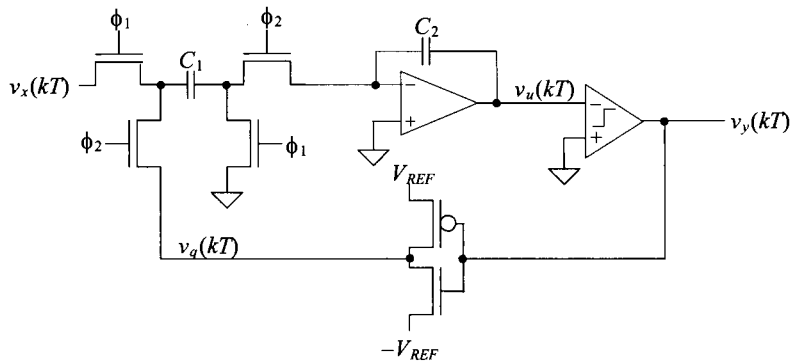 ϕ1
ϕ2
C1
C2
vx(kT)
vu(kT)
vy(kT)
ϕ2
ϕ1
VREF
vq(kT)
−VREF